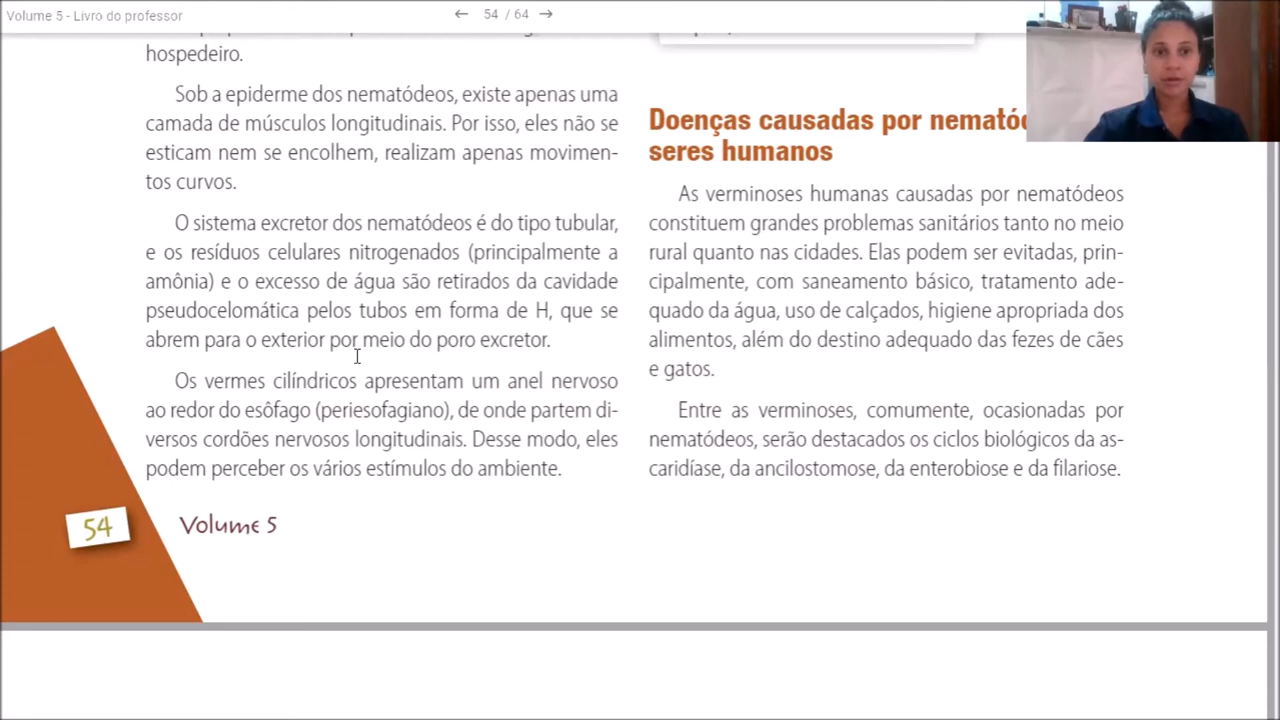 Volume 5 - Livro do professor
54 / 64
hospedeiro.
Sob a epiderme dos nematódeos, existe apenas uma
camada de músculos longitudinais. Por isso, eles não se
esticam nem se encolhem, realizam apenas movimen-
tos curvos.
O sistema excretor dos nematódeos é do tipo tubular,
e os resíduos celulares nitrogenados (principalmente a
amônia) e o excesso de água são retirados da cavidade
pseudocelomática pelos tubos em forma de H, que se
abrem para o exterior por meio do poro excretor.
Os vermes cilíndricos apresentam um anel nervoso
ao redor do esôfago (periesofagiano), de onde partem di-
versos cordões nervosos longitudinais. Desse modo, eles
podem perceber os vários estímulos do ambiente.
54
Volume 5
Doenças causadas por
seres humanos
As verminoses humanas causadas por nematódeos
constituem grandes problemas sanitários tanto no meio
rural quanto nas cidades. Elas podem ser evitadas, prin-
cipalmente, com saneamento básico, tratamento ade-
quado da água, uso de calçados, higiene apropriada dos
alimentos, além do destino adequado das fezes de cães
e gatos.
Entre as verminoses, comumente, ocasionadas por
nematódeos, serão destacados os ciclos biológicos da as-
caridíase, da ancilostomose, da enterobiose e da filariose.